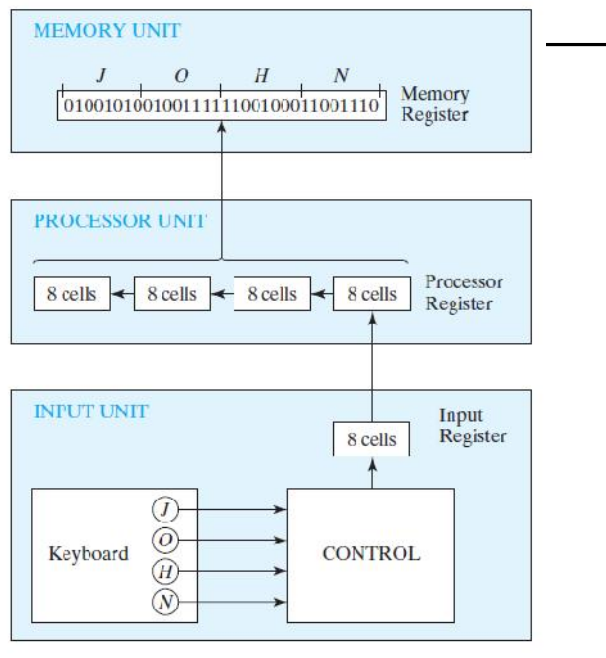 MEMORY UNIT
J O H N
01001010010011111100100011001110
Memory
Register
PROCESSOR UNIT
8 cells 8 cells 8 cells 8 cells
Processor
Register
INPUT UNIT
Input
Register
8 cells
J
O
Keyboard CONTROL
H
N